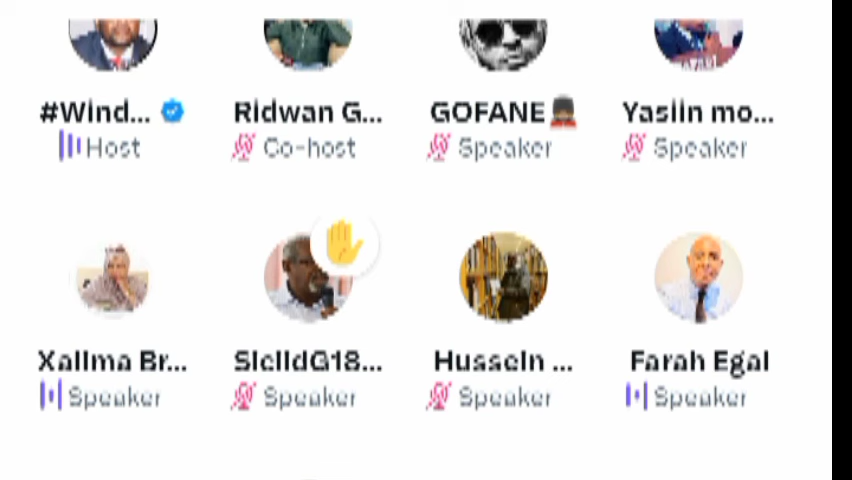 #Wind... Ridwan G... GOFANE Yasiin mo...
Host Co-host Speaker Speaker
Xalima Br... SiciidG18... Hussein ... Farah Egal
Speaker Speaker Speaker Speaker